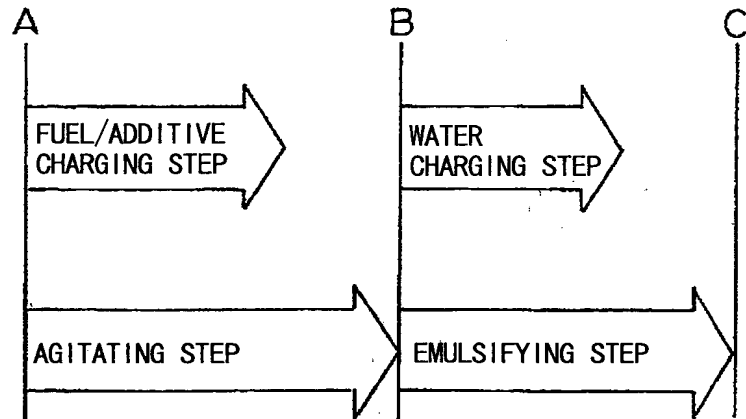 A B C
FUEL/ADDITIVE
CHARGING STEP
WATER
CHARGING STEP
AGITATING STEP
EMULSIFYING STEP